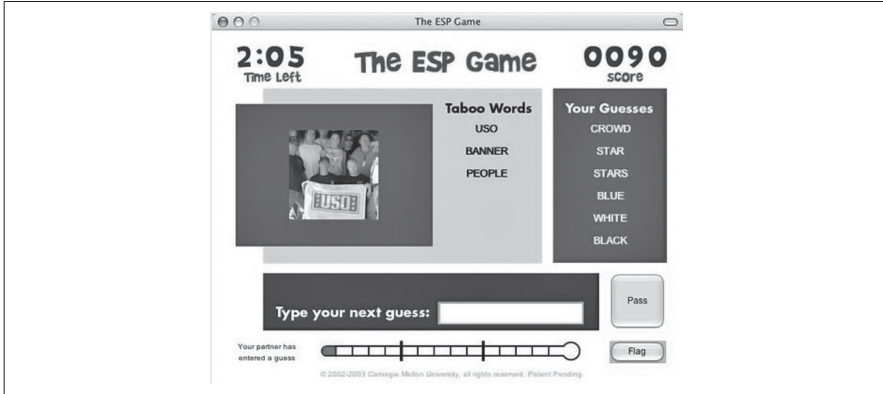 The ESP Game
2:05
Time Left
The ESP Game
0090
score
Taboo Words
USO
BANNER
PEOPLE
Your Guesses
CROWD
STAR
STARS
BLUE
WHITE
BLACK
USO
Type your next guess:
Pass
Your partner has
entered a guess
Flag
© 2002-2003 Carnegie Mellon University, all rights reserved. Patent Pending.